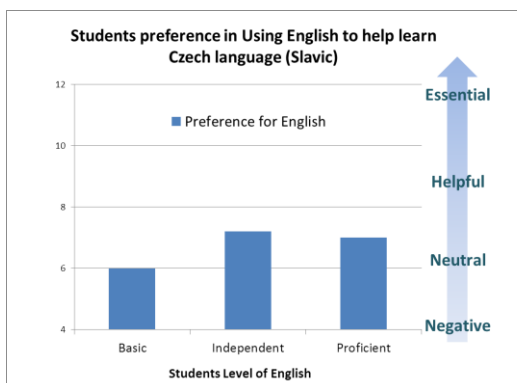 Students preference in Using English to help learn
Czech language (Slavic)
12
10
8
6
4
Preference for English
Essential
Helpful
Neutral
Negative
Basic
Independent
Proficient
Students Level of English